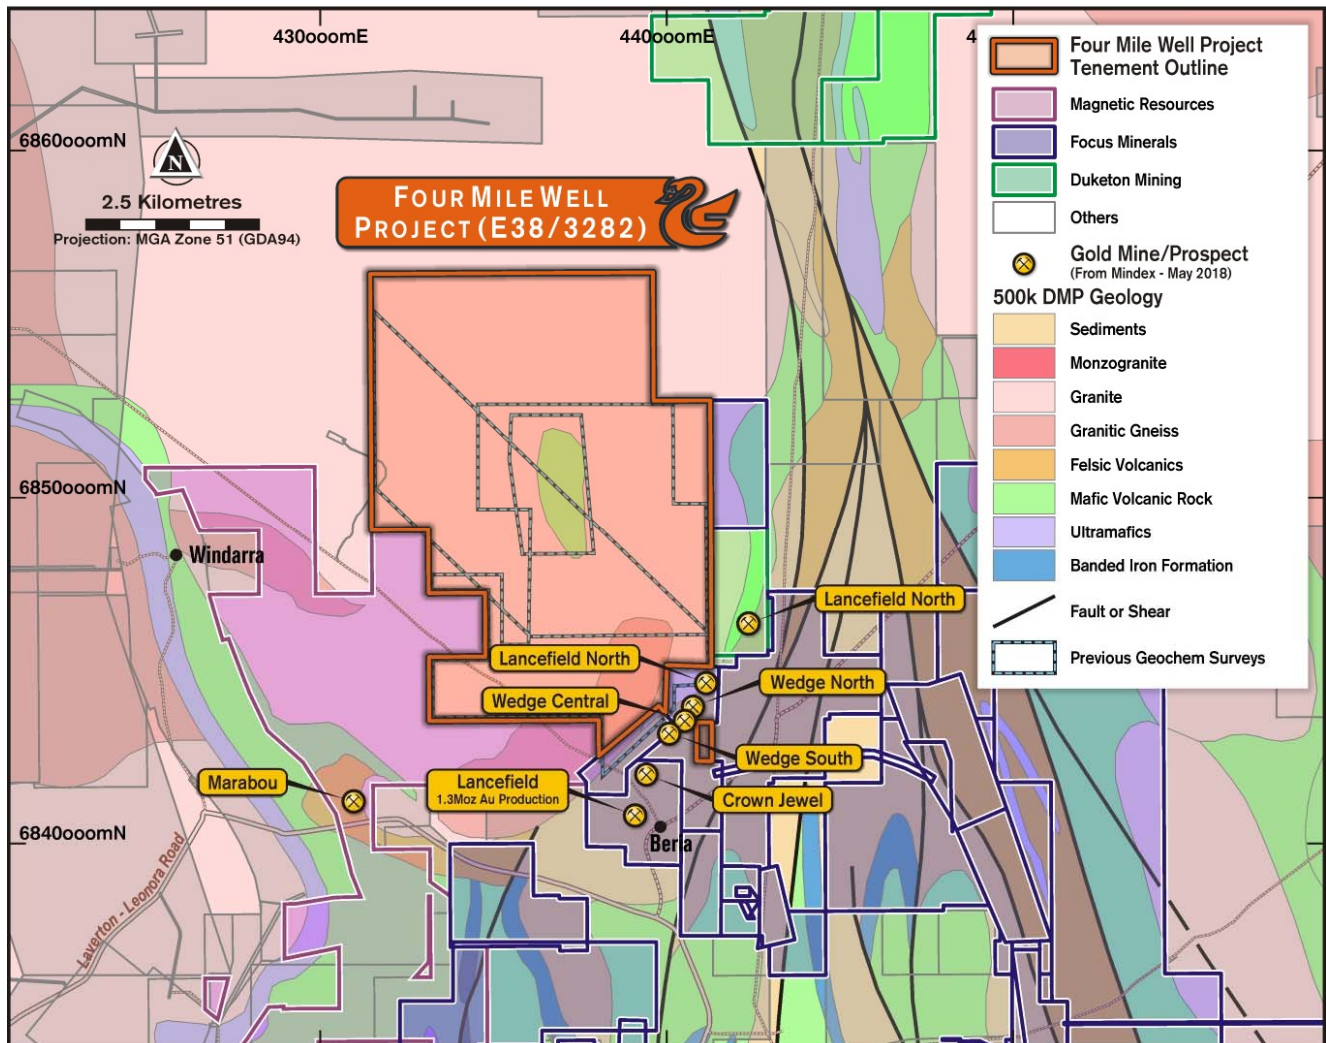 430000mE
440000mE
4
6860000mN
N
2.5 Kilometres
Projection: MGA Zone 51 (GDA94)
FOUR MILE WELL
PROJECT (E38/3282)
6850000mN
Windarra
Lancefield North
Lancefield North
Wedge North
Wedge Central
Wedge South
Marabou
Lancefield
1.3Moz Au Production
Crown Jewel
6840000mN
Beria
Laverton - Leonora Road
Four Mile Well Project
Tenement Outline
Magnetic Resources
Focus Minerals
Duketon Mining
Others
Gold Mine/Prospect
(From Mindex - May 2018)
500k DMP Geology
Sediments
Monzogranite
Granite
Granitic Gneiss
Felsic Volcanics
Mafic Volcanic Rock
Ultramafics
Banded Iron Formation
Fault or Shear
Previous Geochem Surveys